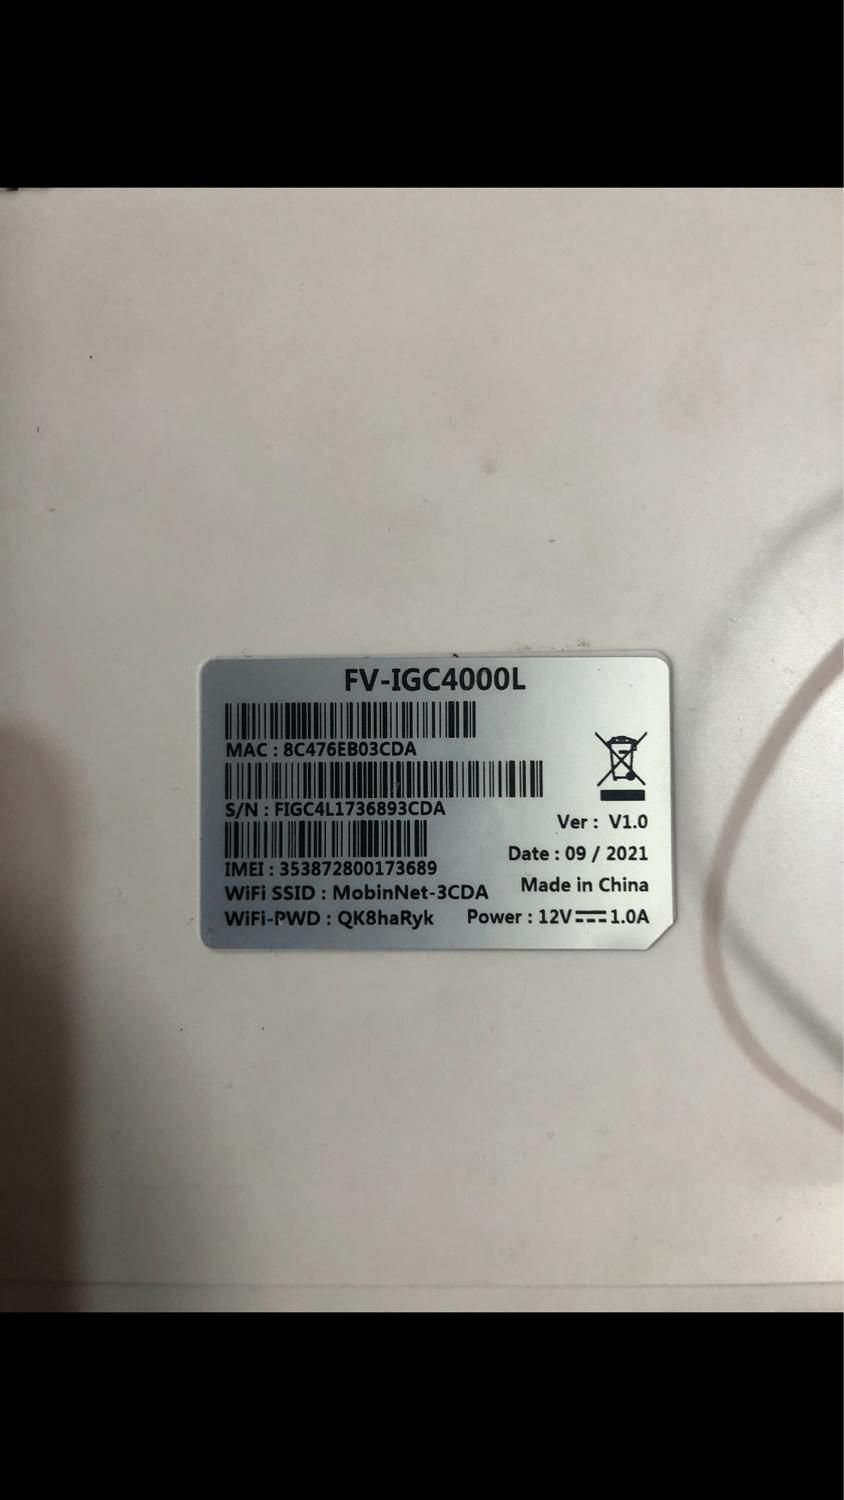 FV-IGC4000L
MAC : 8C476EB03CDA
S/N : FIGC4L1736893CDA
IMEI : 353872800173689
WiFi SSID : MobinNet-3CDA
WiFi-PWD : QK8haRyk
Ver : V1.0
Date : 09 / 2021
Made in China
Power : 12V⎓1.0A